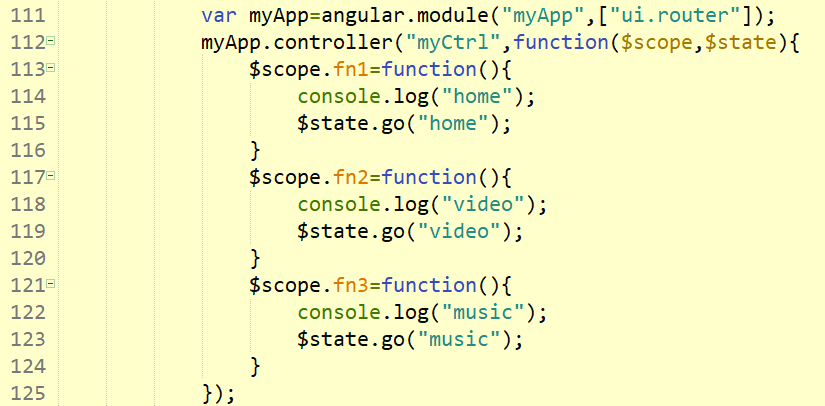 111 var myApp=angular.module("myApp",["ui.router"]);
112 myApp.controller("myCtrl",function($scope,$state){
113 $scope.fn1=function(){
114 console.log("home");
115 $state.go("home");
116 }
117 $scope.fn2=function(){
118 console.log("video");
119 $state.go("video");
120 }
121 $scope.fn3=function(){
122 console.log("music");
123 $state.go("music");
124 }
125 });